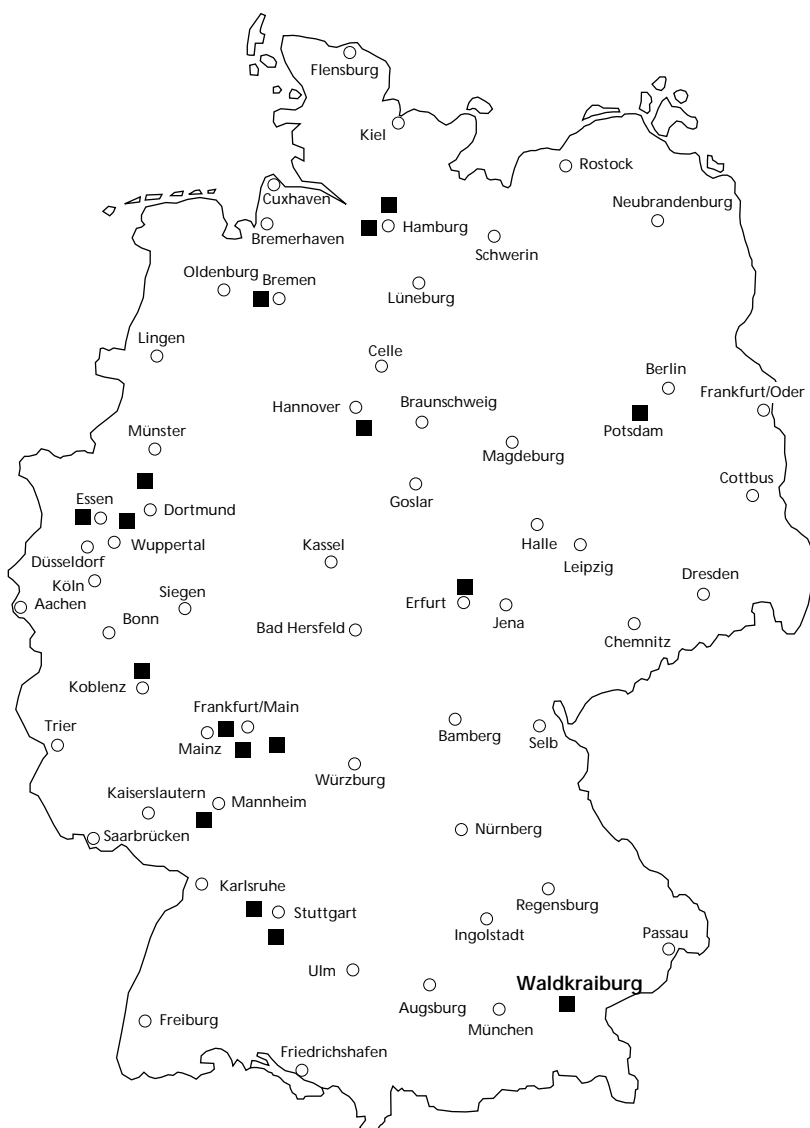 Flensburg
Kiel
Rostock
Cuxhaven
Neubrandenburg
Hamburg
Bremerhaven
Schwerin
Oldenburg
Bremen
Lüneburg
Lingen
Celle
Berlin
Frankfurt/Oder
Hannover
Braunschweig
Potsdam
Münster
Magdeburg
Cottbus
Essen
Goslar
Dortmund
Wuppertal
Kassel
Halle
Düsseldorf
Leipzig
Köln
Dresden
Siegen
Aachen
Erfurt
Jena
Bonn
Bad Hersfeld
Chemnitz
Koblenz
Frankfurt/Main
Trier
Mainz
Bamberg
Selb
Würzburg
Kaiserslautern
Mannheim
Saarbrücken
Nürnberg
Karlsruhe
Regensburg
Stuttgart
Ingolstadt
Passau
Ulm
Waldkraiburg
Augsburg
Freiburg
München
Friedrichshafen